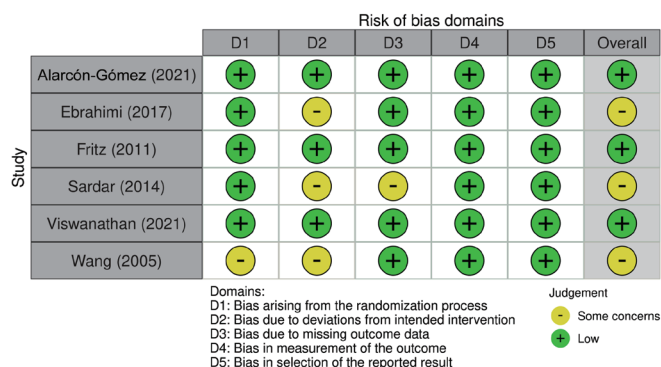 Risk of bias domains
D1 D2 D3 D4 D5 Overall
Study
Alarcón-Gómez (2021) + + + + + +
Ebrahimi (2017) + - + + + -
Fritz (2011) + + + + + +
Sardar (2014) + - - + + -
Viswanathan (2021) + + + + + +
Wang (2005) - - + + + -
Domains:
D1: Bias arising from the randomization process
D2: Bias due to deviations from intended intervention
D3: Bias due to missing outcome data
D4: Bias in measurement of the outcome
D5: Bias in selection of the reported result
Judgement
- Some concerns
+ Low